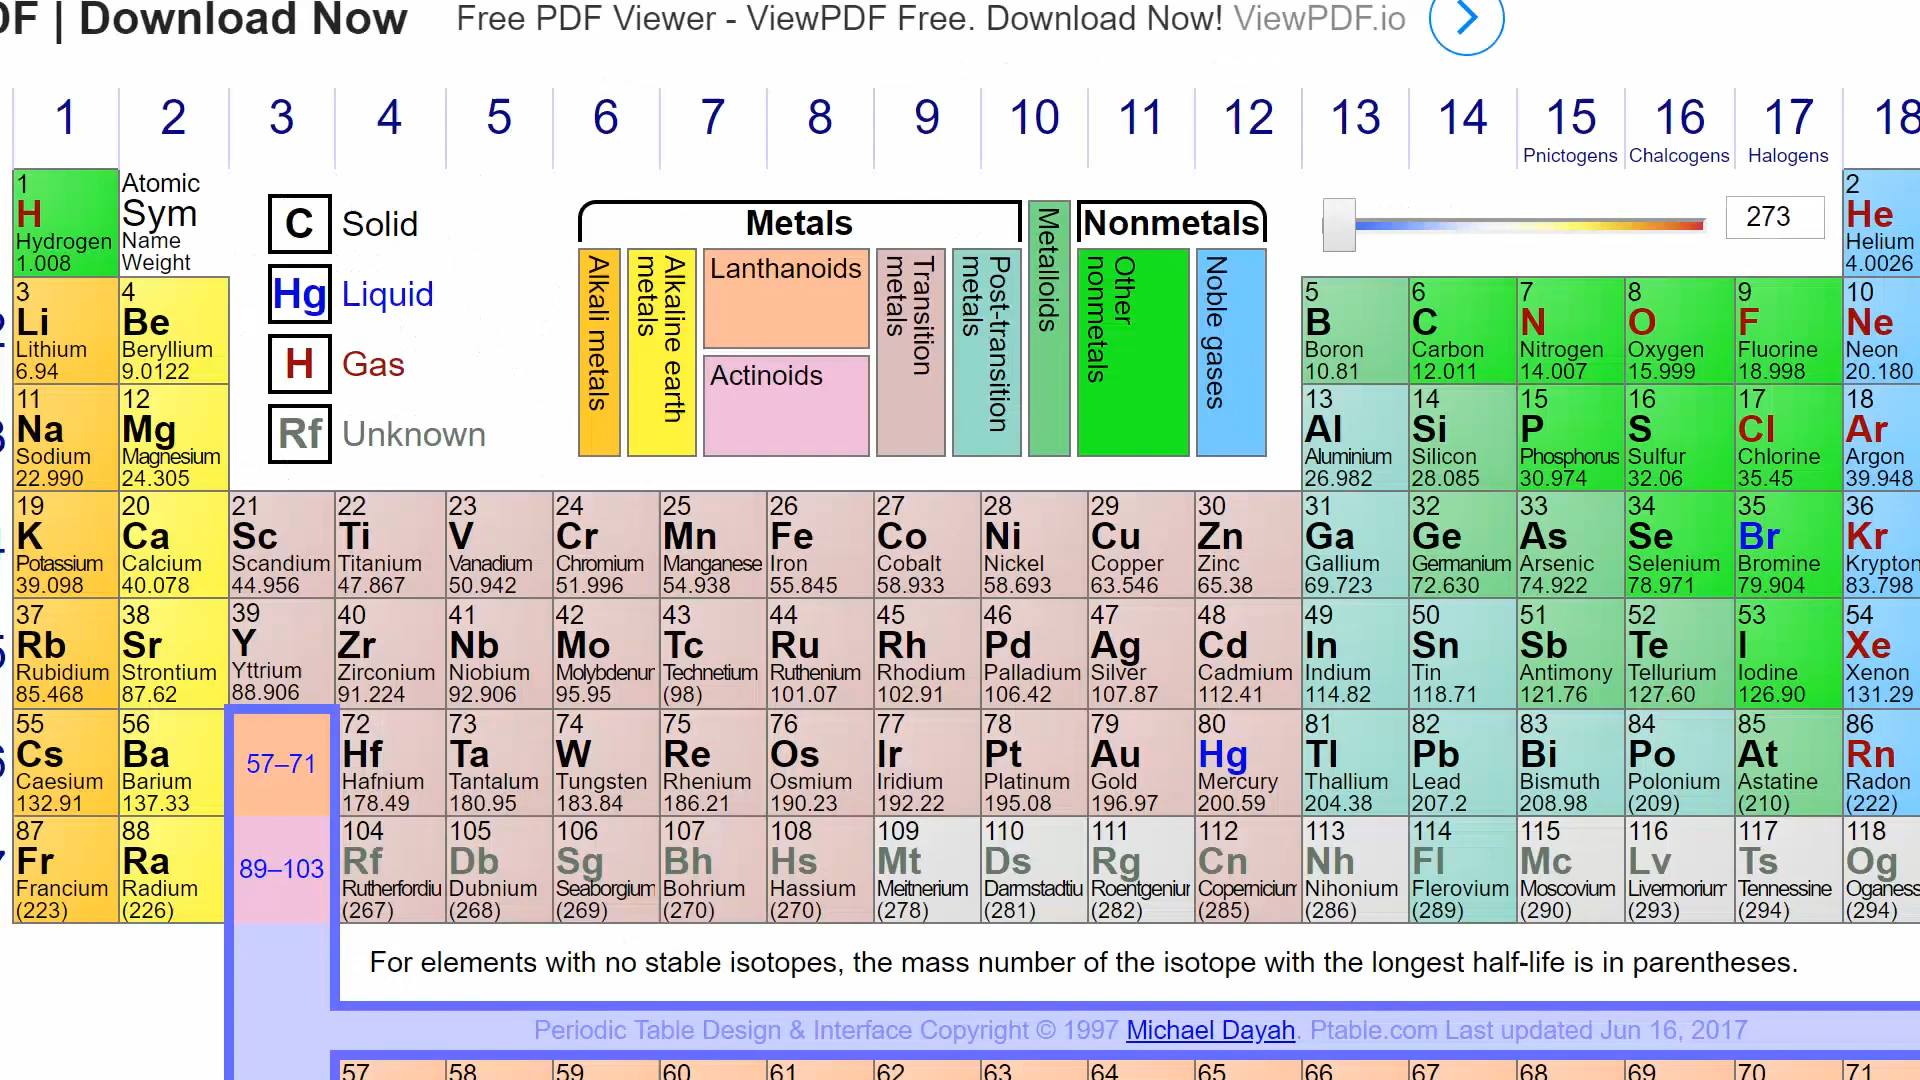 DF | Download Now Free PDF Viewer - ViewPDF Free. Download Now! ViewPDF.io
1 2 3 4 5 6 7 8 9 10 11 12 13 14 15 16 17 18
Pnictogens Chalcogens Halogens
1 H Hydrogen 1.008
Atomic Sym Name Weight
C Solid
Hg Liquid
H Gas
Rf Unknown
Metals
Metalloids
Nonmetals
Alkali metals
Alkaline earth metals
Lanthanoids
Actinoids
Transition metals
Post-transition metals
Other nonmetals
Noble gases
273
2 He Helium 4.0026
3 Li Lithium 6.94
4 Be Beryllium 9.0122
5 B Boron 10.81
6 C Carbon 12.011
7 N Nitrogen 14.007
8 O Oxygen 15.999
9 F Fluorine 18.998
10 Ne Neon 20.180
11 Na Sodium 22.990
12 Mg Magnesium 24.305
13 Al Aluminium 26.982
14 Si Silicon 28.085
15 P Phosphorus 30.974
16 S Sulfur 32.06
17 Cl Chlorine 35.45
18 Ar Argon 39.948
19 K Potassium 39.098
20 Ca Calcium 40.078
21 Sc Scandium 44.956
22 Ti Titanium 47.867
23 V Vanadium 50.942
24 Cr Chromium 51.996
25 Mn Manganese 54.938
26 Fe Iron 55.845
27 Co Cobalt 58.933
28 Ni Nickel 58.693
29 Cu Copper 63.546
30 Zn Zinc 65.38
31 Ga Gallium 69.723
32 Ge Germanium 72.630
33 As Arsenic 74.922
34 Se Selenium 78.971
35 Br Bromine 79.904
36 Kr Krypton 83.798
37 Rb Rubidium 85.468
38 Sr Strontium 87.62
39 Y Yttrium 88.906
40 Zr Zirconium 91.224
41 Nb Niobium 92.906
42 Mo Molybdenur 95.95
43 Tc Technetium (98)
44 Ru Ruthenium 101.07
45 Rh Rhodium 102.91
46 Pd Palladium 106.42
47 Ag Silver 107.87
48 Cd Cadmium 112.41
49 In Indium 114.82
50 Sn Tin 118.71
51 Sb Antimony 121.76
52 Te Tellurium 127.60
53 I Iodine 126.90
54 Xe Xenon 131.29
55 Cs Caesium 132.91
56 Ba Barium 137.33
57–71
72 Hf Hafnium 178.49
73 Ta Tantalum 180.95
74 W Tungsten 183.84
75 Re Rhenium 186.21
76 Os Osmium 190.23
77 Ir Iridium 192.22
78 Pt Platinum 195.08
79 Au Gold 196.97
80 Hg Mercury 200.59
81 Tl Thallium 204.38
82 Pb Lead 207.2
83 Bi Bismuth 208.98
84 Po Polonium (209)
85 At Astatine (210)
86 Rn Radon (222)
87 Fr Francium (223)
88 Ra Radium (226)
89–103
104 Rf Rutherfordiu (267)
105 Db Dubnium (268)
106 Sg Seaborgium (269)
107 Bh Bohrium (270)
108 Hs Hassium (270)
109 Mt Meitnerium (278)
110 Ds Darmstadtiu (281)
111 Rg Roentgeniur (282)
112 Cn Copernicium (285)
113 Nh Nihonium (286)
114 Fl Flerovium (289)
115 Mc Moscovium (290)
116 Lv Livermorium (293)
117 Ts Tennessine (294)
118 Og Oganess (294)
For elements with no stable isotopes, the mass number of the isotope with the longest half-life is in parentheses.
Periodic Table Design & Interface Copyright © 1997 Michael Dayah. Ptable.com Last updated Jun 16, 2017
57 58 59 60 61 62 63 64 65 66 67 68 69 70 71